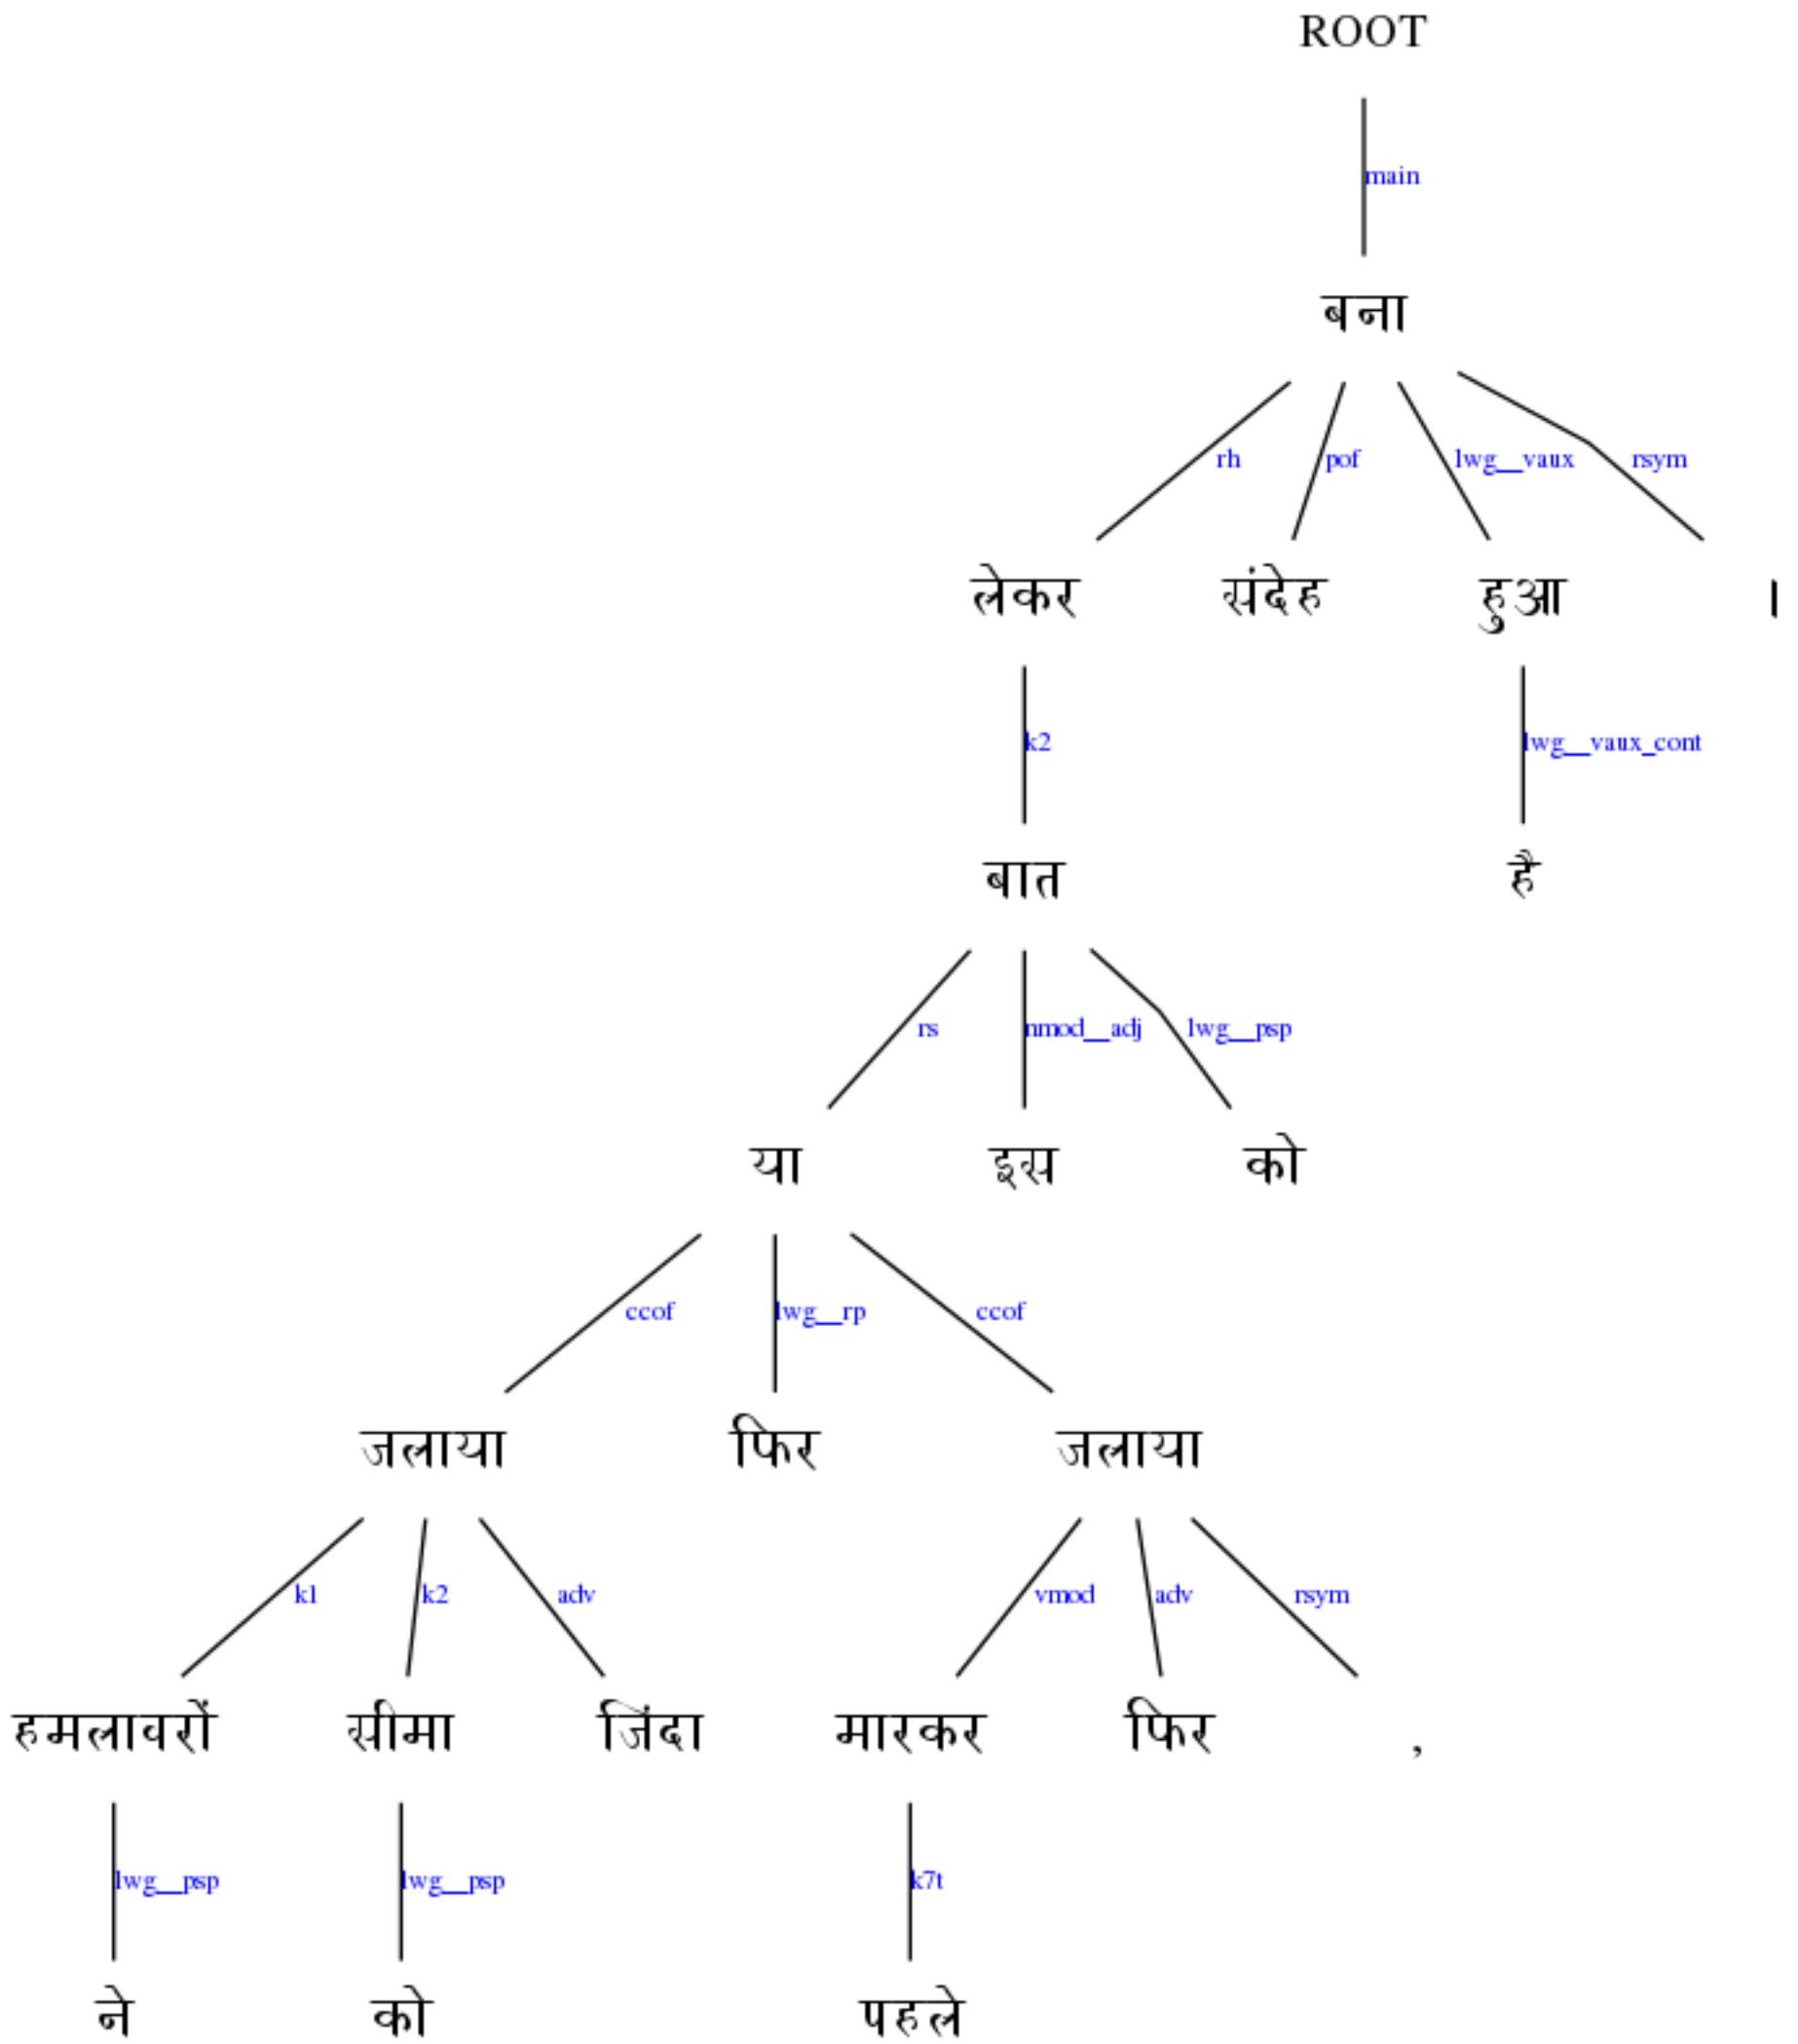 ROOT
main
बना
rh pof lwg__vaux rsym
लेकर संदेह हुआ ।
k2 lwg__vaux_cont
बात है
rs nmod__adj lwg__psp
या इस को
ccof lwg__rp ccof
जलाया फिर जलाया
k1 k2 adv vmod adv rsym
हमलावरों सीमा जिंदा मारकर फिर ,
lwg__psp lwg__psp k7t
ने को पहले